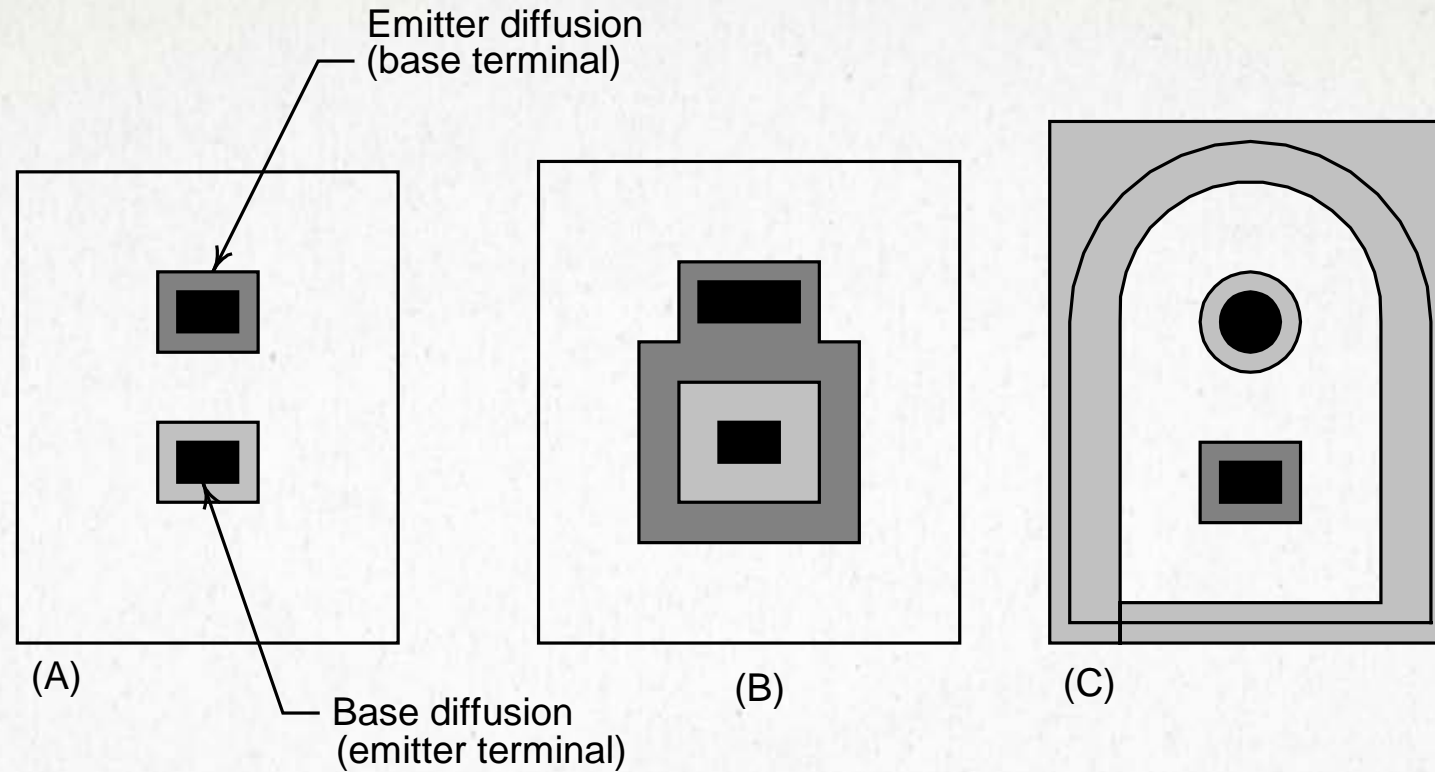 Emitter diffusion
(base terminal)
(A)
(B)
(C)
Base diffusion
(emitter terminal)